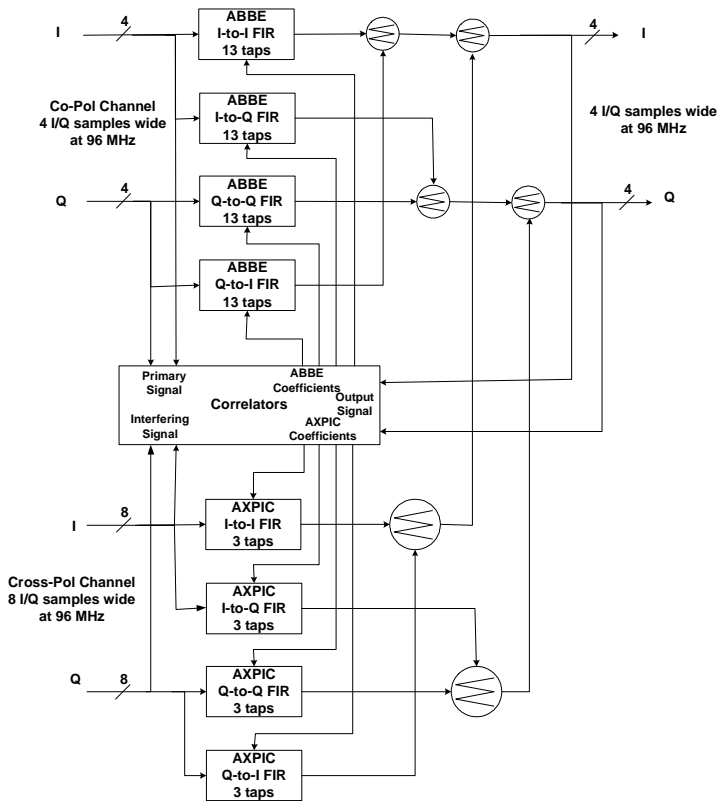 I
4
ABBE
I-to-I FIR
13 taps
4
I
Co-Pol Channel
4 I/Q samples wide
at 96 MHz
ABBE
I-to-Q FIR
13 taps
4 I/Q samples wide
at 96 MHz
Q
4
ABBE
Q-to-Q FIR
13 taps
4
Q
ABBE
Q-to-I FIR
13 taps
Primary
Signal
ABBE
Coefficients
Correlators
Output
Signal
Interfering
Signal
AXPIC
Coefficients
I
8
AXPIC
I-to-I FIR
3 taps
Cross-Pol Channel
8 I/Q samples wide
at 96 MHz
AXPIC
I-to-Q FIR
3 taps
Q
8
AXPIC
Q-to-Q FIR
3 taps
AXPIC
Q-to-I FIR
3 taps